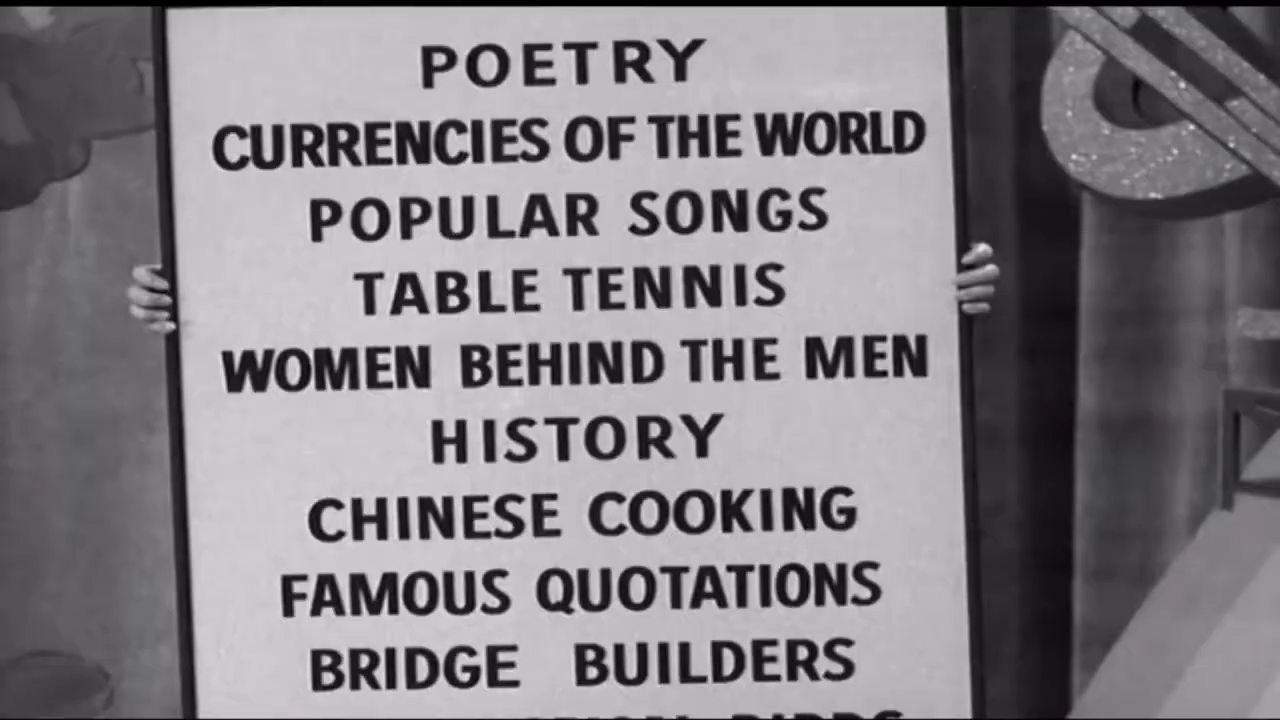 POETRY
CURRENCIES OF THE WORLD
POPULAR SONGS
TABLE TENNIS
WOMEN BEHIND THE MEN
HISTORY
CHINESE COOKING
FAMOUS QUOTATIONS
BRIDGE BUILDERS